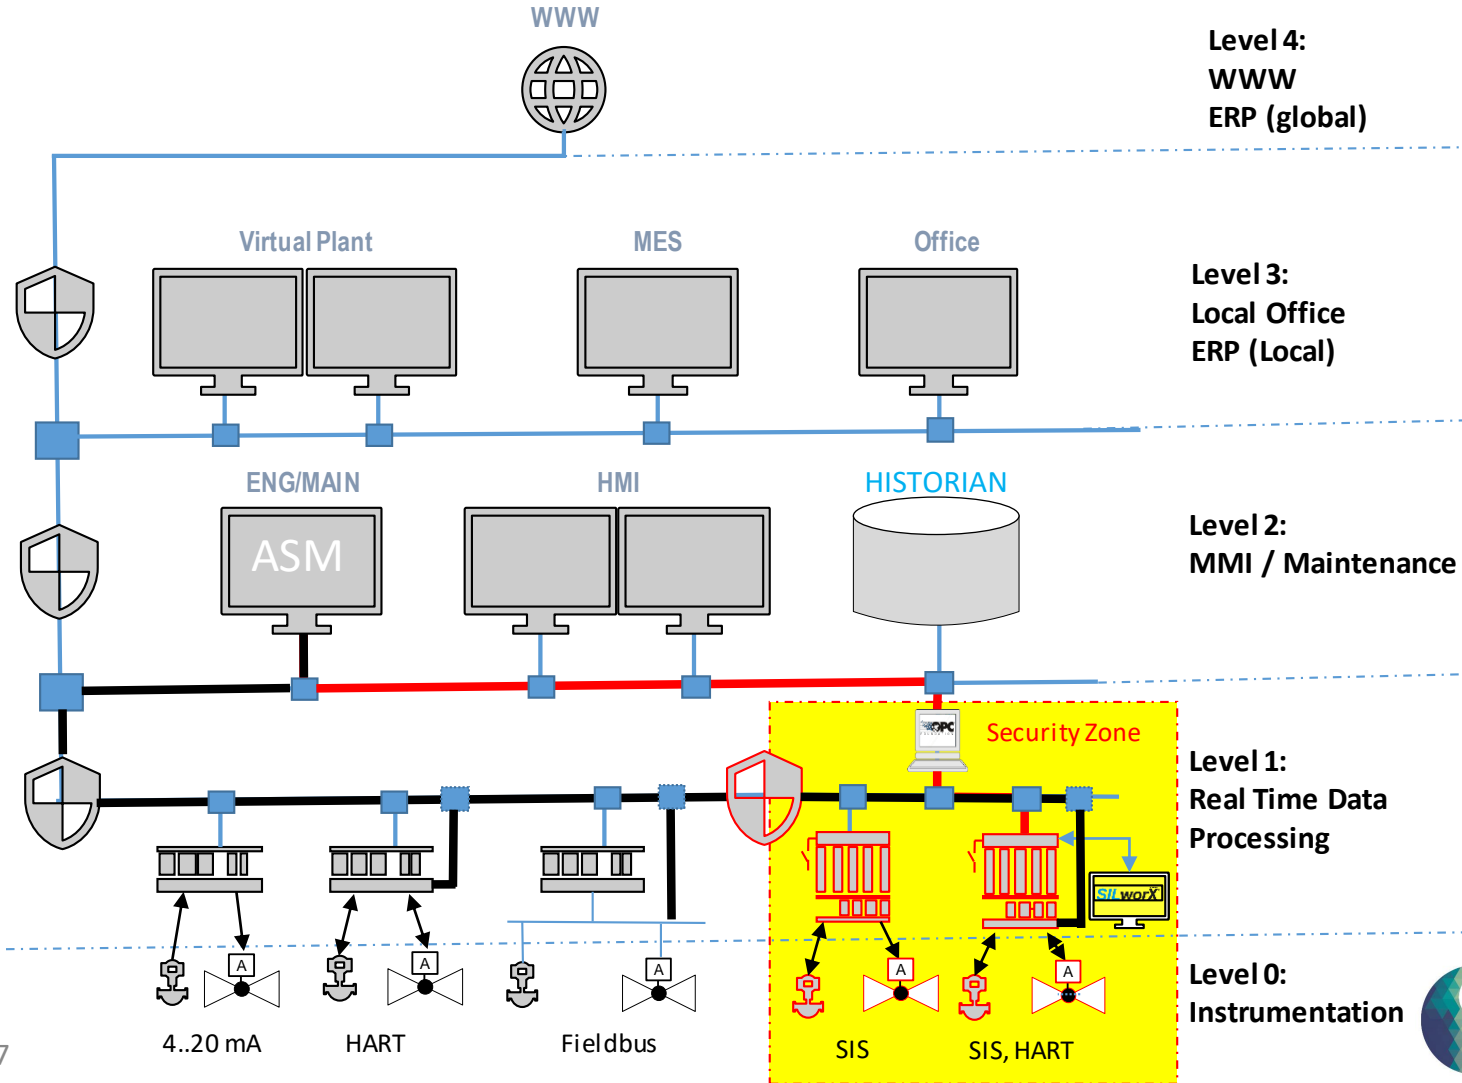 WWW
Level 4:
WWW
ERP (global)
Virtual Plant
MES
Office
Level 3:
Local Office
ERP (Local)
ENG/MAIN
HMI
HISTORIAN
ASM
Level 2:
MMI / Maintenance
OPC
Security Zone
Level 1:
Real Time Data
Processing
SILworX
A
A
A
A
A
Level 0:
Instrumentation
4..20 mA
HART
Fieldbus
SIS
SIS, HART
7